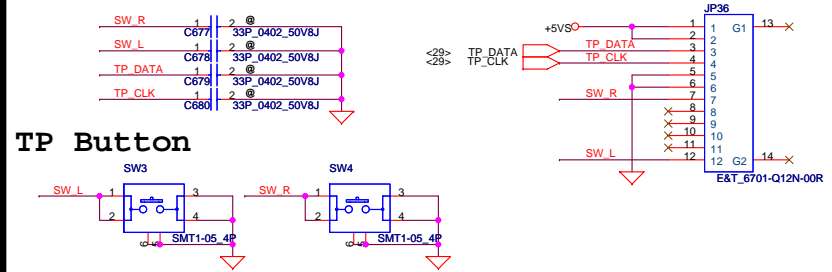 SW_R 1 2 @
C677 33P_0402_50V8J
SW_L 1 2 @
C678 33P_0402_50V8J
TP_DATA 1 2 @
C679 33P_0402_50V8J
TP_CLK 1 2 @
C680 33P_0402_50V8J
JP36
+5VS 1 1 G1 13
2 2
<29> TP_DATA TP_DATA 3 3
<29> TP_CLK TP_CLK 4 4
5 5
6 6
SW_R 7 7
8 8
9 9
10 10
11 11
SW_L 12 12 G2 14
E&T_6701-Q12N-00R
TP Button
SW3
SW_L 1 3
2 4
6 5 SMT1-05_4P
SW4
SW_R 1 3
2 4
6 5 SMT1-05_4P